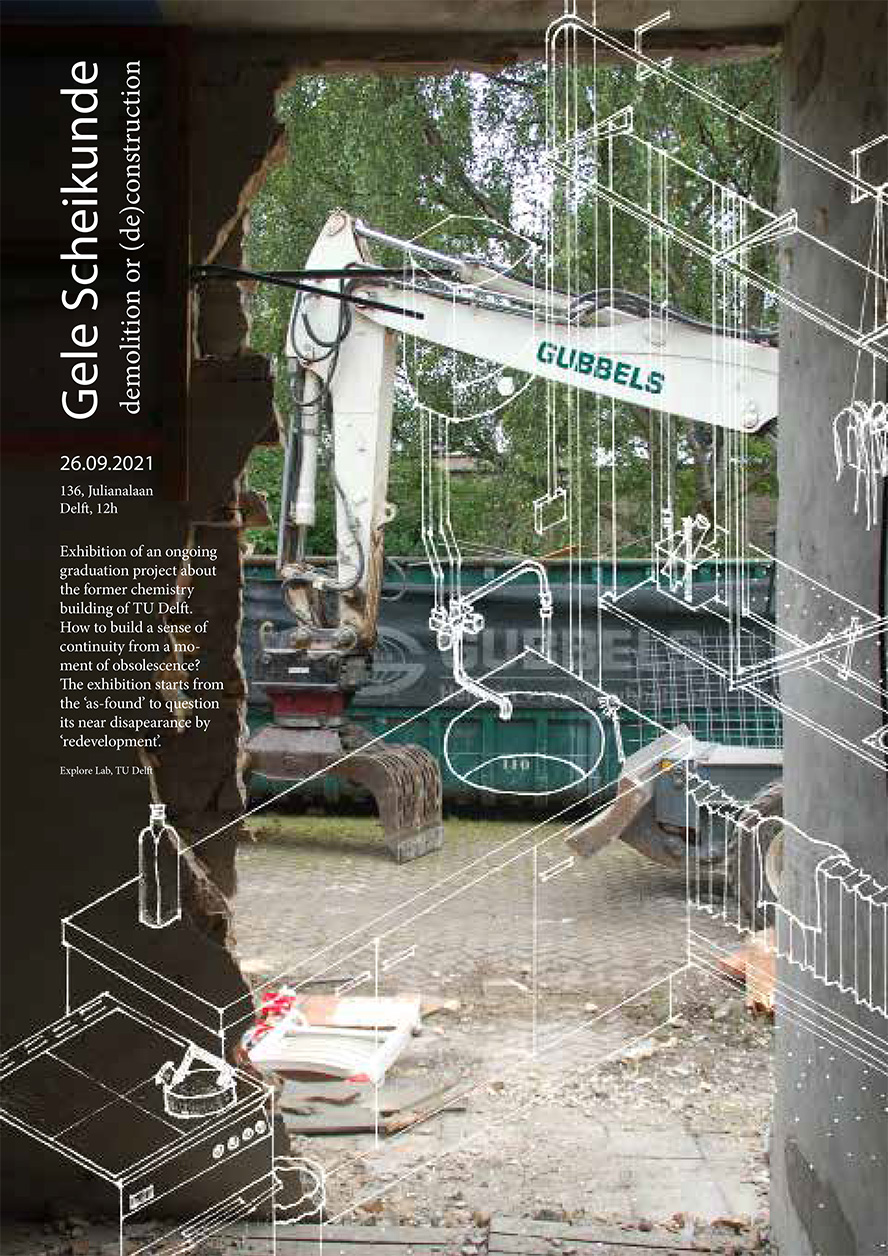 Gele Scheikunde
demolition or (de)construction
26.09.2021
136, Julianalaan
Delft, 12h
Exhibition of an ongoing
graduation project about
the former chemistry
building of TU Delft.
How to build a sense of
continuity from a mo-
ment of obsolescence?
The exhibition starts from
the ‘as-found’ to question
its near disapearance by
‘redevelopment’.
Explore Lab, TU Delft
GUBBELS
GUBBELS
110